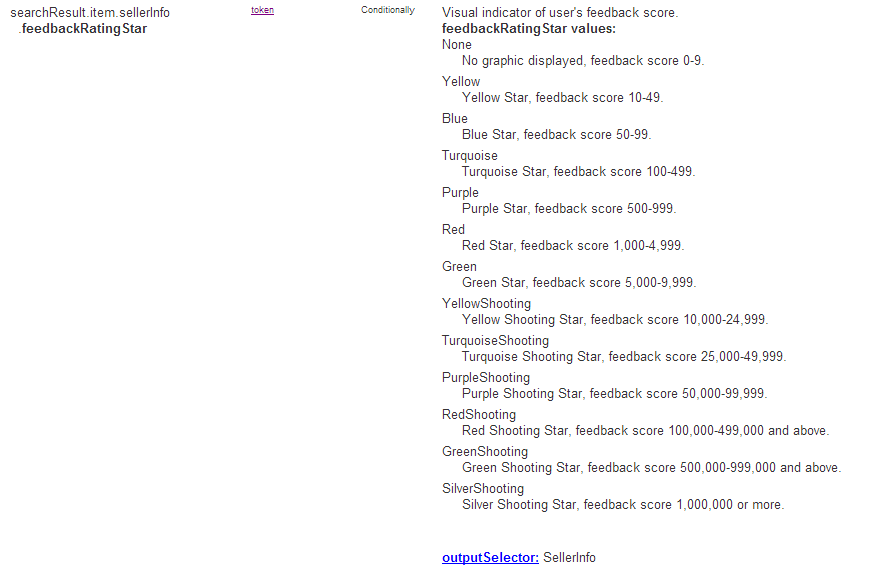 searchResult.item.sellerInfo
.feedbackRatingStar
token
Conditionally
Visual indicator of user's feedback score.
feedbackRatingStar values:
None
No graphic displayed, feedback score 0-9.
Yellow
Yellow Star, feedback score 10-49.
Blue
Blue Star, feedback score 50-99.
Turquoise
Turquoise Star, feedback score 100-499.
Purple
Purple Star, feedback score 500-999.
Red
Red Star, feedback score 1,000-4,999.
Green
Green Star, feedback score 5,000-9,999.
YellowShooting
Yellow Shooting Star, feedback score 10,000-24,999.
TurquoiseShooting
Turquoise Shooting Star, feedback score 25,000-49,999.
PurpleShooting
Purple Shooting Star, feedback score 50,000-99,999.
RedShooting
Red Shooting Star, feedback score 100,000-499,000 and above.
GreenShooting
Green Shooting Star, feedback score 500,000-999,000 and above.
SilverShooting
Silver Shooting Star, feedback score 1,000,000 or more.
outputSelector: SellerInfo